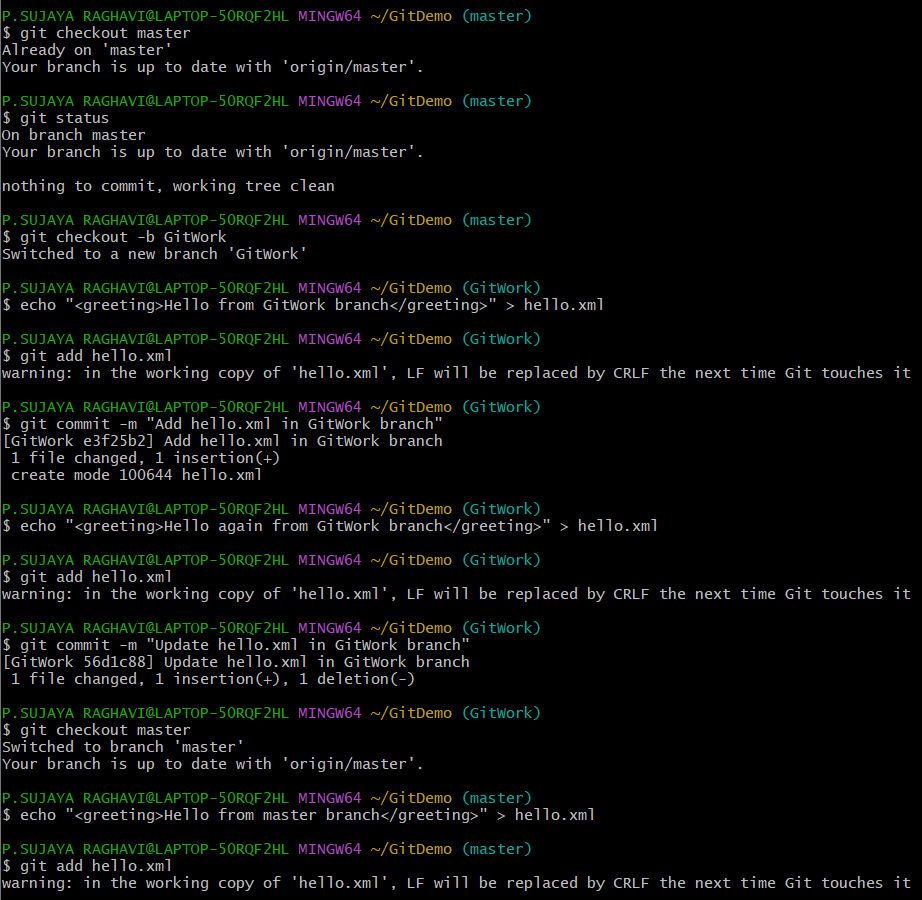 P.SUJAYA RAGHAVI@LAPTOP-5ORQF2HL MINGW64 ~/GitDemo (master)
$ git checkout master
Already on 'master'
Your branch is up to date with 'origin/master'.
P.SUJAYA RAGHAVI@LAPTOP-5ORQF2HL MINGW64 ~/GitDemo (master)
$ git status
On branch master
Your branch is up to date with 'origin/master'.
nothing to commit, working tree clean
P.SUJAYA RAGHAVI@LAPTOP-5ORQF2HL MINGW64 ~/GitDemo (master)
$ git checkout -b GitWork
Switched to a new branch 'GitWork'
P.SUJAYA RAGHAVI@LAPTOP-5ORQF2HL MINGW64 ~/GitDemo (GitWork)
$ echo "<greeting>Hello from GitWork branch</greeting>" > hello.xml
P.SUJAYA RAGHAVI@LAPTOP-5ORQF2HL MINGW64 ~/GitDemo (GitWork)
$ git add hello.xml
warning: in the working copy of 'hello.xml', LF will be replaced by CRLF the next time Git touches it
P.SUJAYA RAGHAVI@LAPTOP-5ORQF2HL MINGW64 ~/GitDemo (GitWork)
$ git commit -m "Add hello.xml in GitWork branch"
[GitWork e3f25b2] Add hello.xml in GitWork branch
 1 file changed, 1 insertion(+)
 create mode 100644 hello.xml
P.SUJAYA RAGHAVI@LAPTOP-5ORQF2HL MINGW64 ~/GitDemo (GitWork)
$ echo "<greeting>Hello again from GitWork branch</greeting>" > hello.xml
P.SUJAYA RAGHAVI@LAPTOP-5ORQF2HL MINGW64 ~/GitDemo (GitWork)
$ git add hello.xml
warning: in the working copy of 'hello.xml', LF will be replaced by CRLF the next time Git touches it
P.SUJAYA RAGHAVI@LAPTOP-5ORQF2HL MINGW64 ~/GitDemo (GitWork)
$ git commit -m "Update hello.xml in GitWork branch"
[GitWork 56d1c88] Update hello.xml in GitWork branch
 1 file changed, 1 insertion(+), 1 deletion(-)
P.SUJAYA RAGHAVI@LAPTOP-5ORQF2HL MINGW64 ~/GitDemo (GitWork)
$ git checkout master
Switched to branch 'master'
Your branch is up to date with 'origin/master'.
P.SUJAYA RAGHAVI@LAPTOP-5ORQF2HL MINGW64 ~/GitDemo (master)
$ echo "<greeting>Hello from master branch</greeting>" > hello.xml
P.SUJAYA RAGHAVI@LAPTOP-5ORQF2HL MINGW64 ~/GitDemo (master)
$ git add hello.xml
warning: in the working copy of 'hello.xml', LF will be replaced by CRLF the next time Git touches it